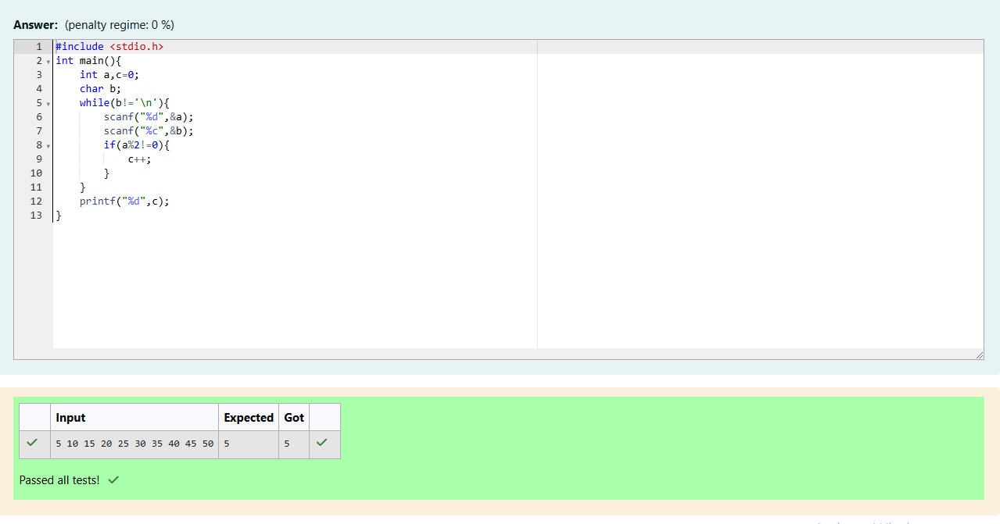 Answer: (penalty regime: 0 %)
1 #include <stdio.h>
2 int main(){
3     int a,c=0;
4     char b;
5     while(b!='\n'){
6         scanf("%d",&a);
7         scanf("%c",&b);
8         if(a%2!=0){
9             c++;
10         }
11     }
12     printf("%d",c);
13 }
Input Expected Got
5 10 15 20 25 30 35 40 45 50 5 5
Passed all tests!